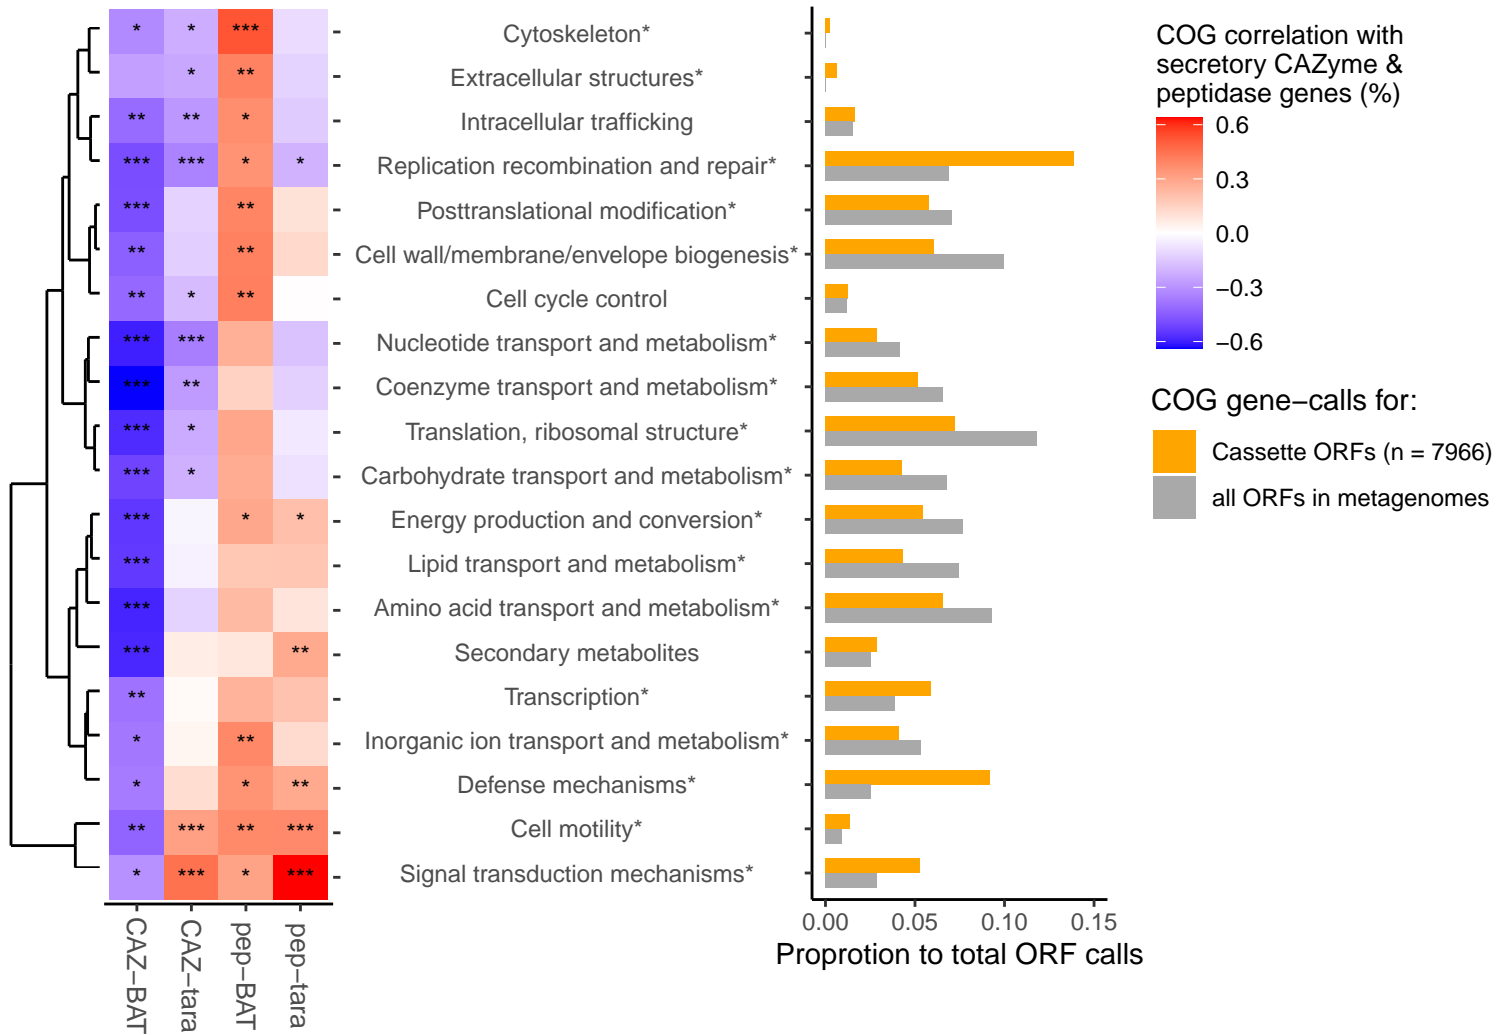 * * *** Cytoskeleton*
* ** Extracellular structures*
** ** * Intracellular trafficking
*** *** * * Replication recombination and repair*
*** ** Posttranslational modification*
** ** Cell wall/membrane/envelope biogenesis*
** * ** Cell cycle control
*** *** Nucleotide transport and metabolism*
*** ** Coenzyme transport and metabolism*
*** * Translation, ribosomal structure*
*** * Carbohydrate transport and metabolism*
*** * * Energy production and conversion*
*** Lipid transport and metabolism*
*** Amino acid transport and metabolism*
*** ** Secondary metabolites
** Transcription*
* ** Inorganic ion transport and metabolism*
* * ** Defense mechanisms*
** *** ** *** Cell motility*
* *** * *** Signal transduction mechanisms*
CAZ−BAT
CAZ−tara
pep−BAT
pep−tara
0.00 0.05 0.10 0.15
Proprotion to total ORF calls
COG correlation with
secretory CAZyme &
peptidase genes (%)
0.6
0.3
0.0
−0.3
−0.6
COG gene−calls for:
Cassette ORFs (n = 7966)
all ORFs in metagenomes